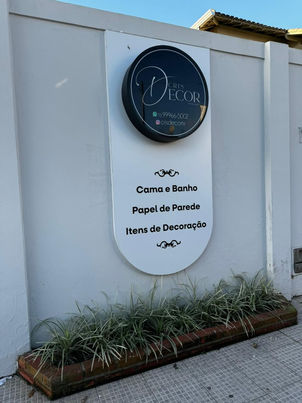 DECOR
Cama e Banho
Papel de Parede
Itens de Decoração